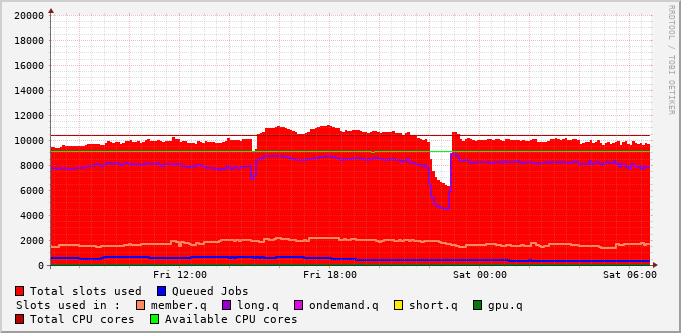 RRDTOOL / TOBI OETIKER
20000
18000
16000
14000
12000
10000
8000
6000
4000
2000
0
Fri 12:00 Fri 18:00 Sat 00:00 Sat 06:00
Total slots used Queued Jobs
Slots used in : member.q long.q ondemand.q short.q gpu.q
Total CPU cores Available CPU cores